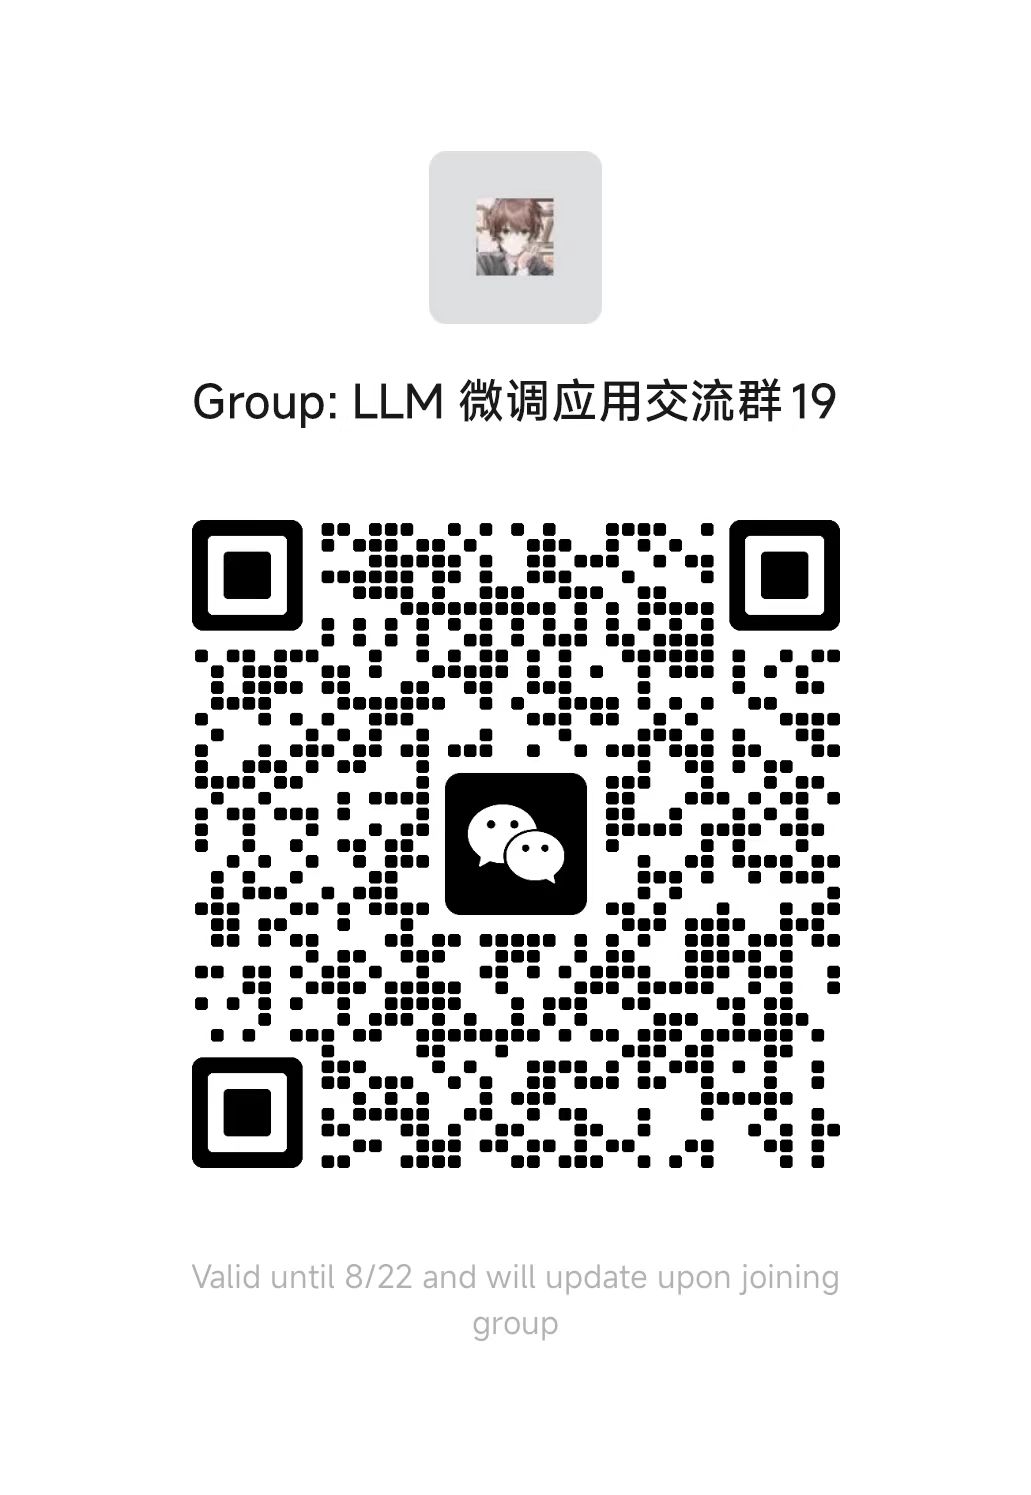 Group: LLM 微调应用交流群19
Valid until 8/22 and will update upon joining
group